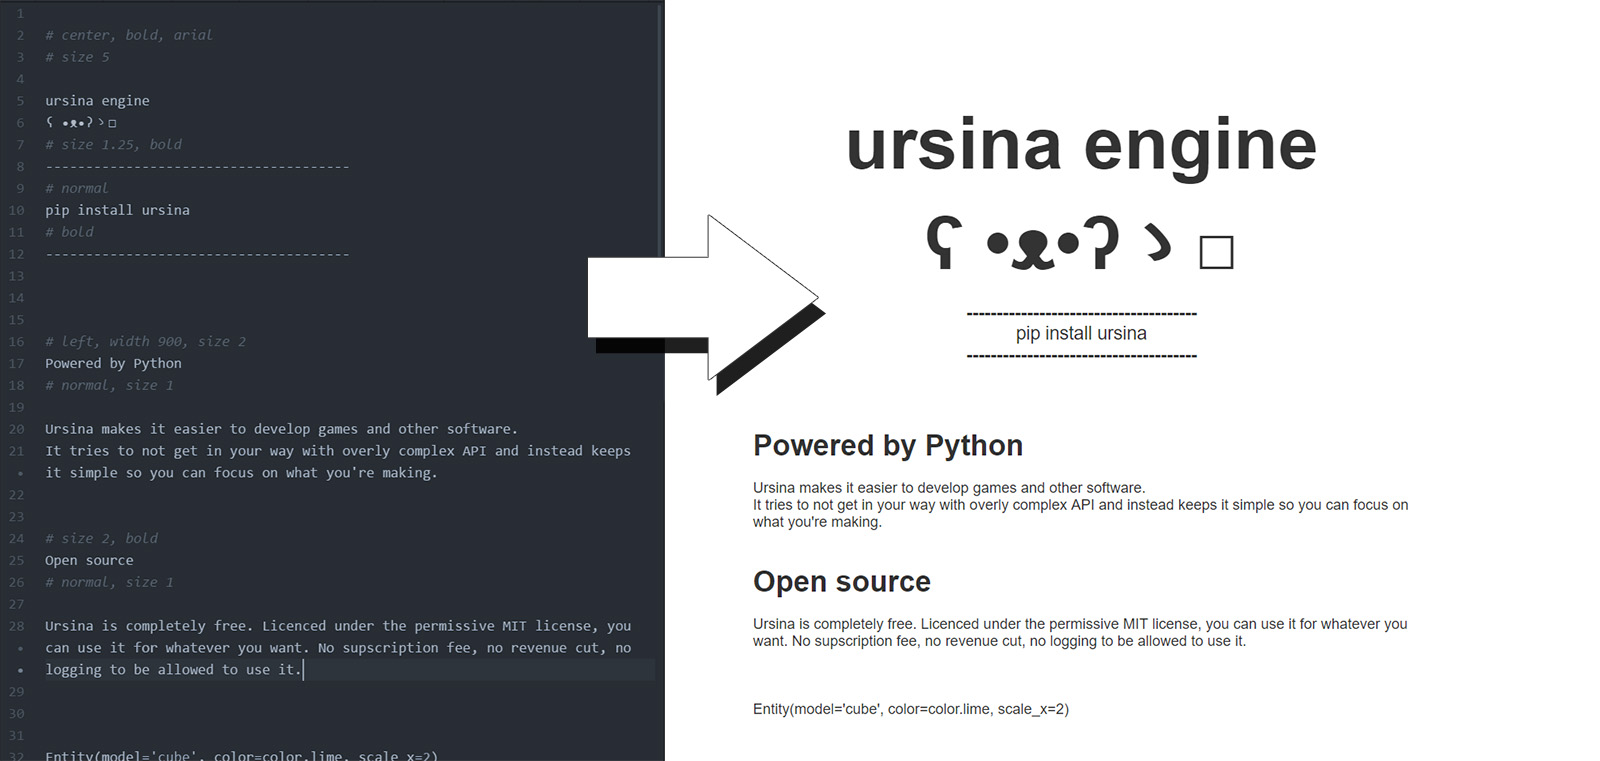 1
2 # center, bold, arial
3 # size 5
4
5 ursina engine
6 ʕ •ᴥ•ʔゝ□
7 # size 1.25, bold
8 --------------------------------------
9 # normal
10 pip install ursina
11 # bold
12 --------------------------------------
13
14
15
16 # left, width 900, size 2
17 Powered by Python
18 # normal, size 1
19
20 Ursina makes it easier to develop games and other software.
21 It tries to not get in your way with overly complex API and instead keeps
• it simple so you can focus on what you're making.
22
23
24 # size 2, bold
25 Open source
26 # normal, size 1
27
28 Ursina is completely free. Licenced under the permissive MIT license, you
• can use it for whatever you want. No supscription fee, no revenue cut, no
• logging to be allowed to use it.
29
30
31
32 Entity(model='cube', color=color.lime, scale_x=2)
ursina engine
ʕ •ᴥ•ʔゝ□
--------------------------------------
pip install ursina
--------------------------------------
Powered by Python
Ursina makes it easier to develop games and other software.
It tries to not get in your way with overly complex API and instead keeps it simple so you can focus on
what you're making.
Open source
Ursina is completely free. Licenced under the permissive MIT license, you can use it for whatever you
want. No supscription fee, no revenue cut, no logging to be allowed to use it.
Entity(model='cube', color=color.lime, scale_x=2)